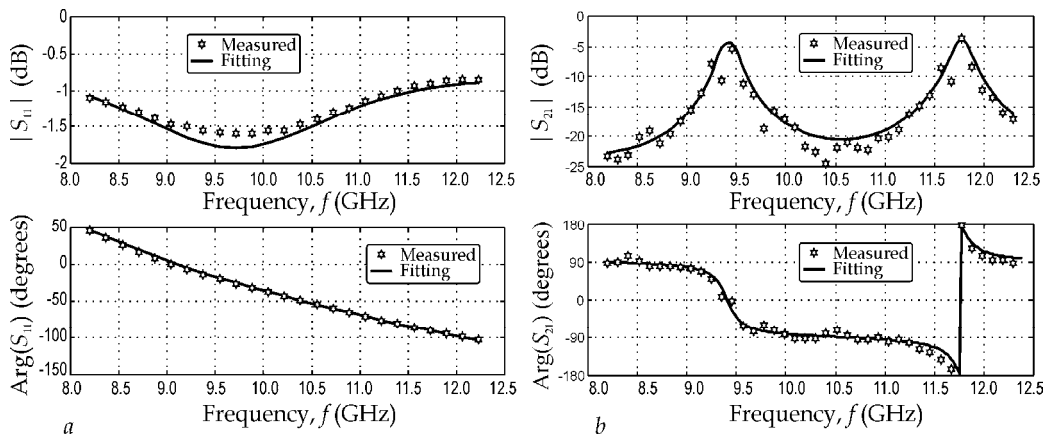 0
-0.5
-1
-1.5
-2
|S₁₁| (dB)
Measured
Fitting
8.0 8.5 9.0 9.5 10.0 10.5 11.0 11.5 12.0 12.5
Frequency, f (GHz)
50
0
-50
-100
-150
Arg(S₁₁) (degrees)
Measured
Fitting
8.0 8.5 9.0 9.5 10.0 10.5 11.0 11.5 12.0 12.5
Frequency, f (GHz)
a
0
-5
-10
-15
-20
-25
|S₂₁| (dB)
Measured
Fitting
8.0 8.5 9.0 9.5 10.0 10.5 11.0 11.5 12.0 12.5
Frequency, f (GHz)
180
90
0
-90
-180
Arg(S₂₁) (degrees)
Measured
Fitting
8.0 8.5 9.0 9.5 10.0 10.5 11.0 11.5 12.0 12.5
Frequency, f (GHz)
b